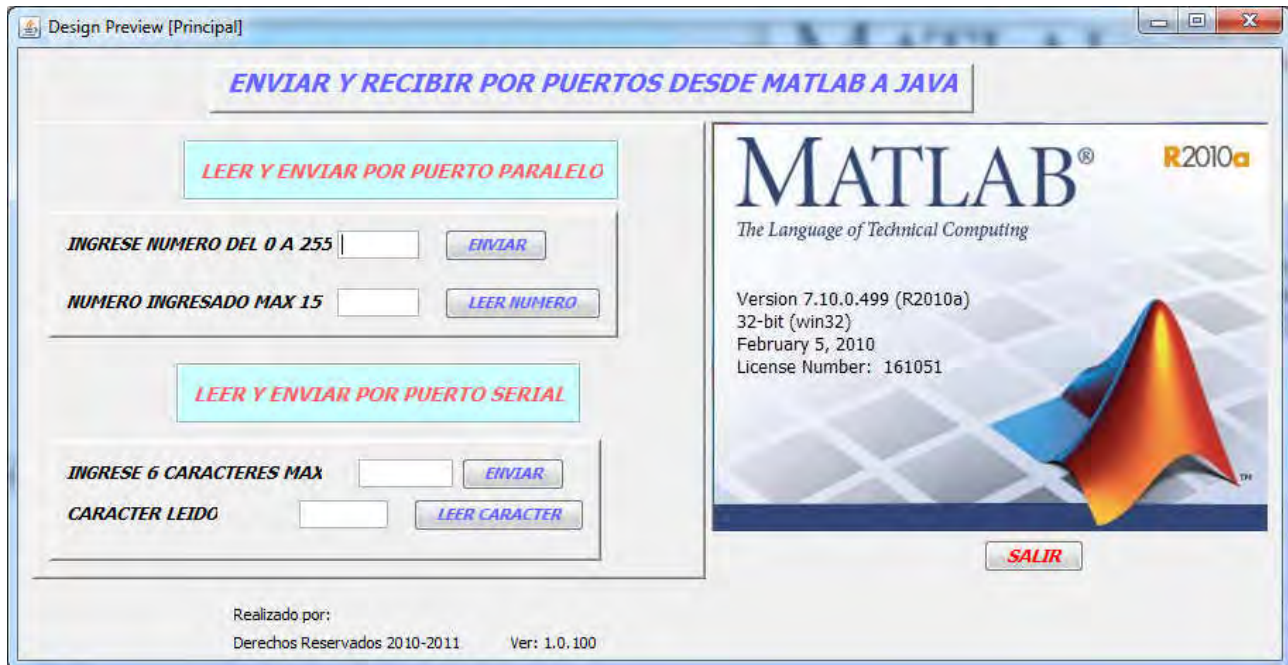 Design Preview [Principal]
ENVIAR Y RECIBIR POR PUERTOS DESDE MATLAB A JAVA
LEER Y ENVIAR POR PUERTO PARALELO
INGRESE NUMERO DEL 0 A 255
ENVIAR
NUMERO INGRESADO MAX 15
LEER NUMERO
LEER Y ENVIAR POR PUERTO SERIAL
INGRESE 6 CARACTERES MAX
ENVIAR
CARACTER LEIDO
LEER CARACTER
MATLAB®
R2010a
The Language of Technical Computing
Version 7.10.0.499 (R2010a)
32-bit (win32)
February 5, 2010
License Number: 161051
TM
SALIR
Realizado por:
Derechos Reservados 2010-2011 Ver: 1.0.100